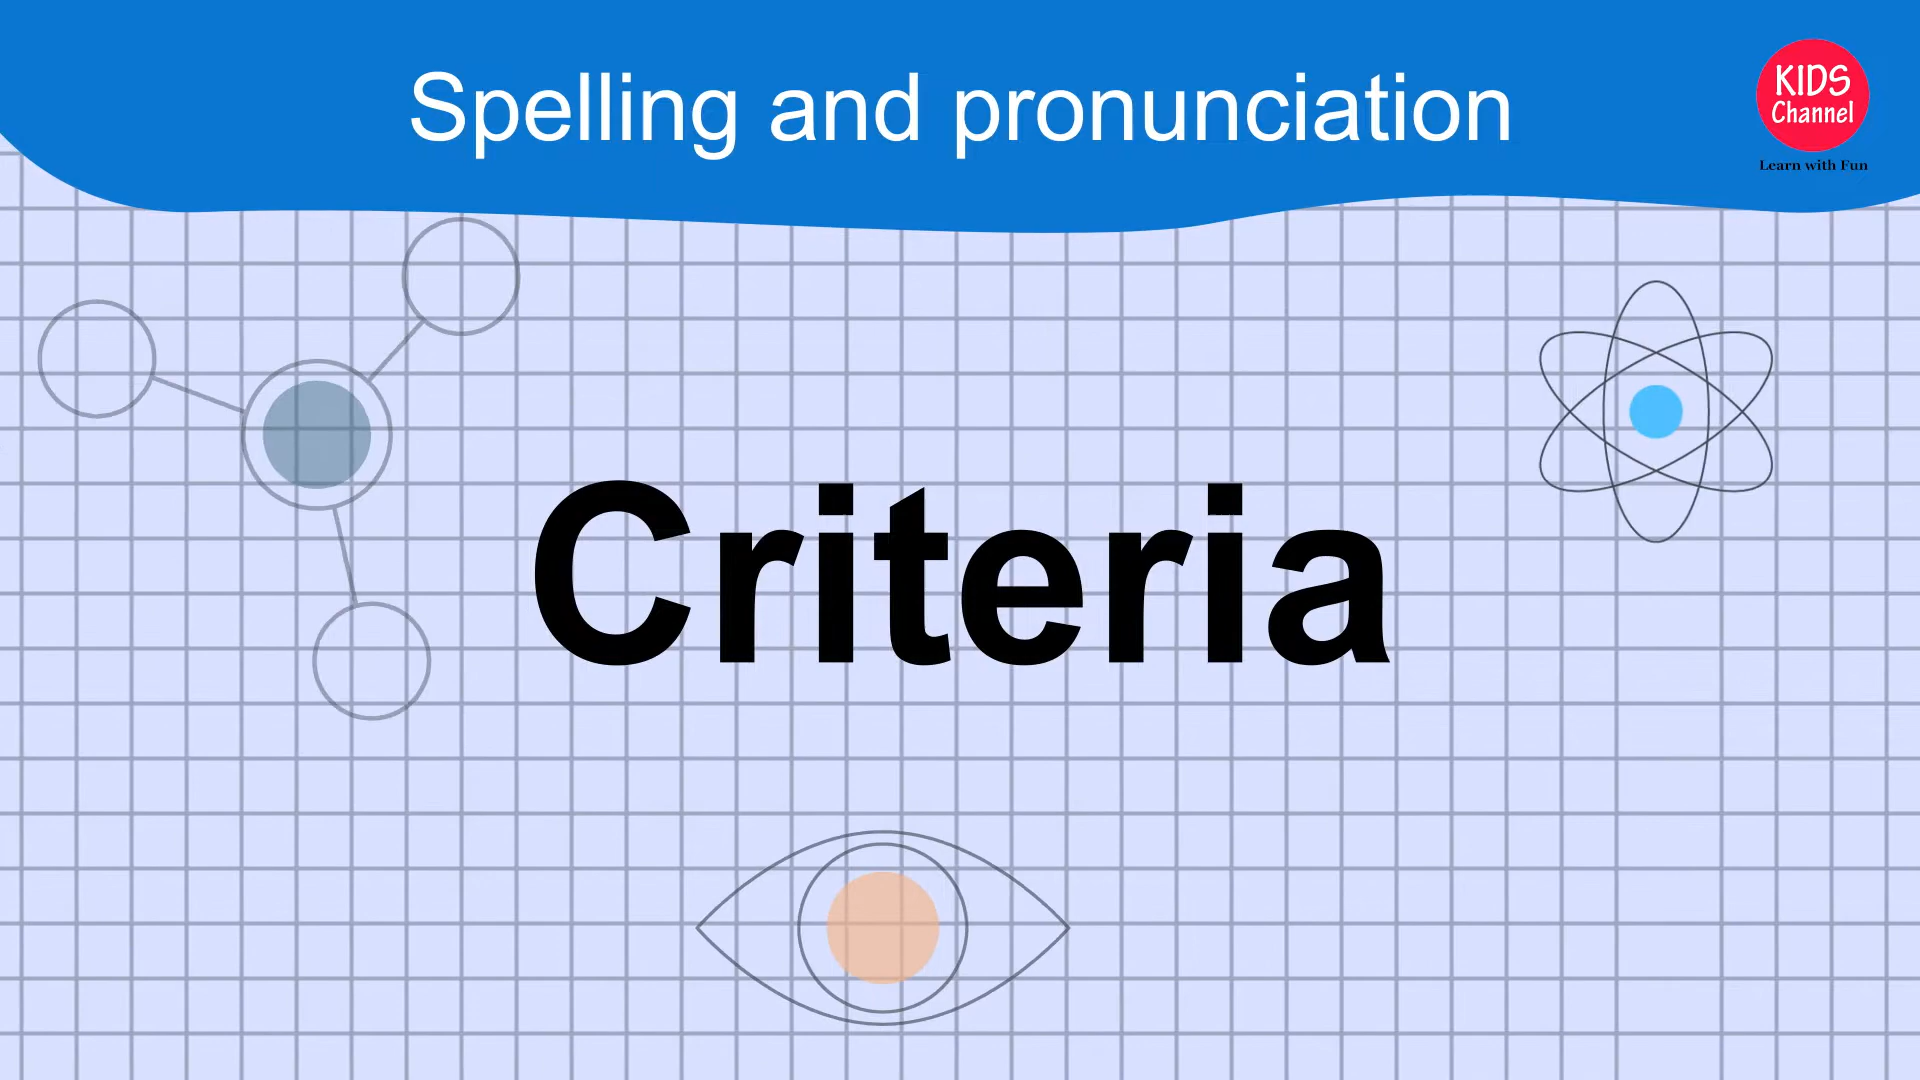 Spelling and pronunciation
KIDS
Channel
Learn with Fun
Criteria